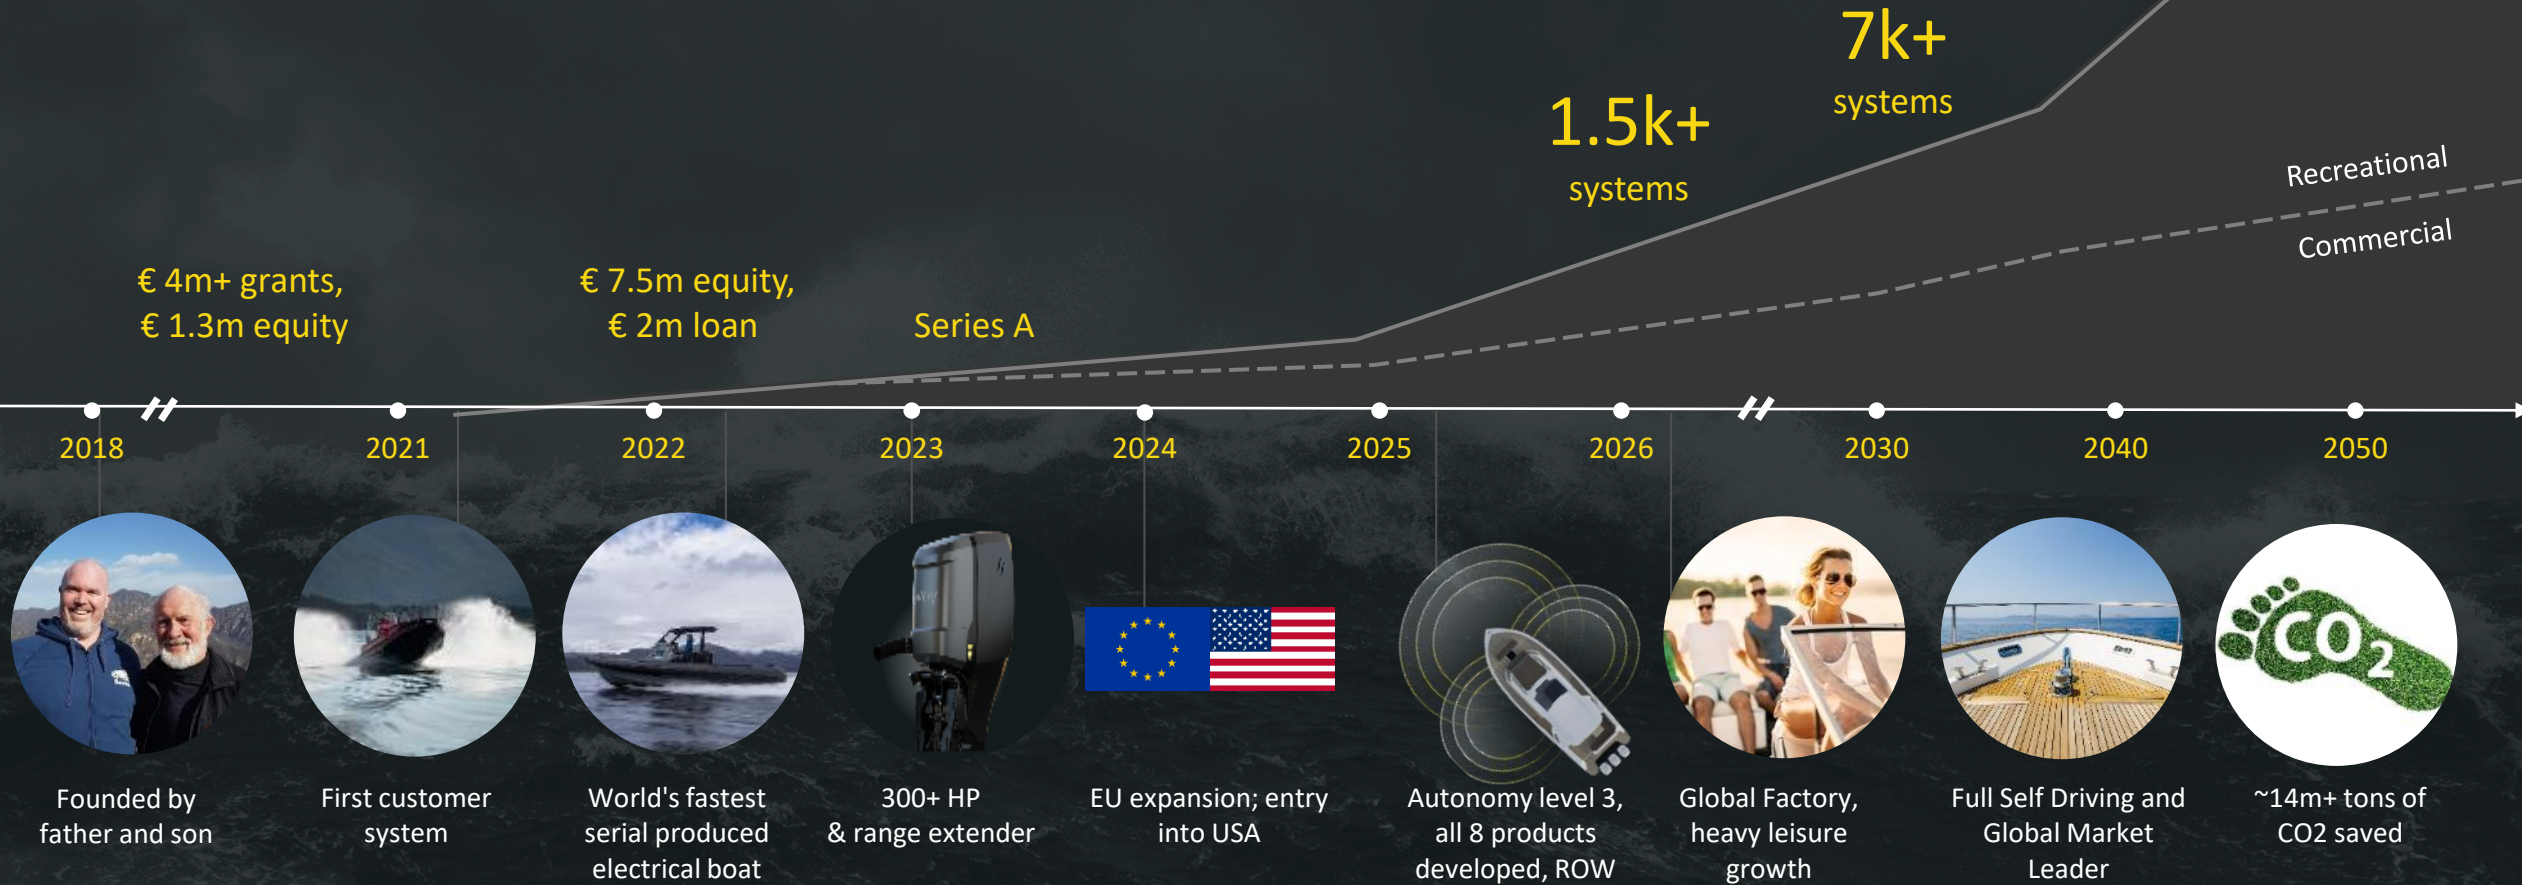 7k+
systems
1.5k+
systems
Recreational
Commercial
€ 4m+ grants,
€ 1.3m equity
€ 7.5m equity,
€ 2m loan
Series A
2018
2021
2022
2023
2024
2025
2026
2030
2040
2050
CO2
Founded by
father and son
First customer
system
World's fastest
serial produced
electrical boat
300+ HP
& range extender
EU expansion; entry
into USA
Autonomy level 3,
all 8 products
developed, ROW
Global Factory,
heavy leisure
growth
Full Self Driving and
Global Market
Leader
~14m+ tons of
CO2 saved